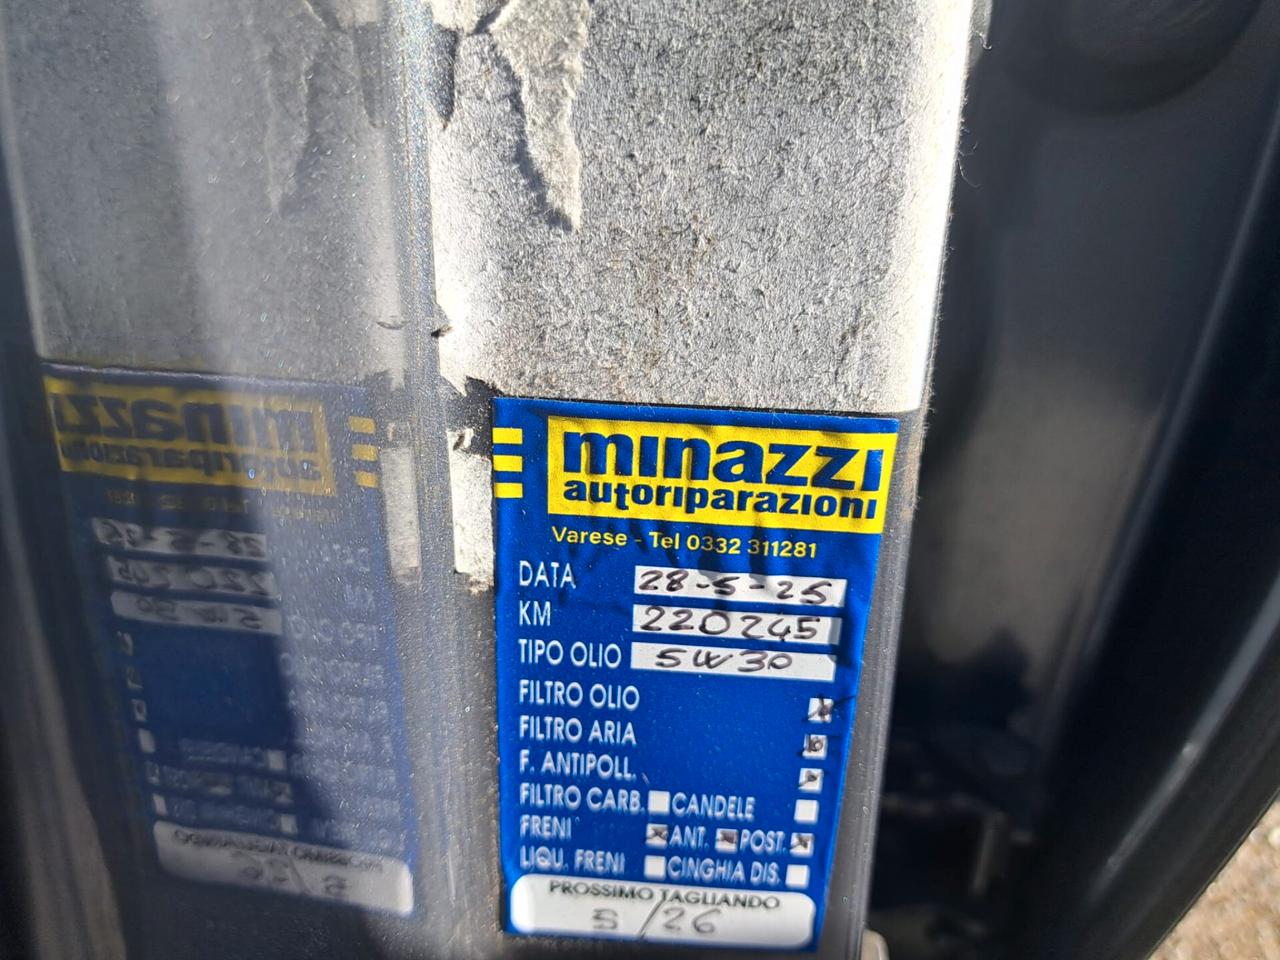 minazzi
autoriparazioni
Varese - Tel 0332 311281
DATA 28-5-25
KM 220245
TIPO OLIO 5W30
FILTRO OLIO
FILTRO ARIA
F. ANTIPOLL.
FILTRO CARB. CANDELE
FRENI ANT. POST.
LIQU. FRENI CINGHIA DIS.
PROSSIMO TAGLIANDO
5/26